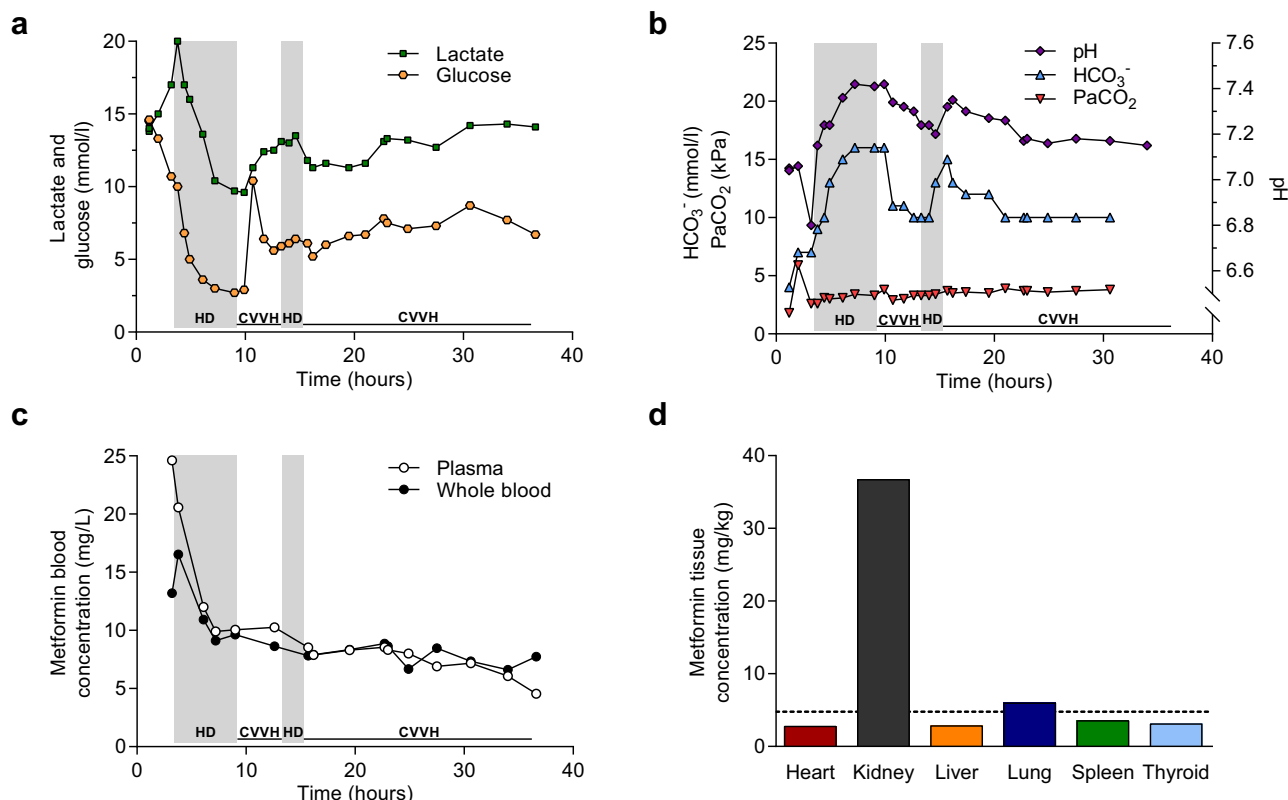 a
Lactate and
glucose (mmol/l)
20
15
10
5
0
Lactate
Glucose
HD
CVVH
HD
CVVH
0
10
20
30
40
Time (hours)
b
HCO₃⁻ (mmol/l)
PaCO₂ (kPa)
25
20
15
10
5
0
pH
HCO₃⁻
PaCO₂
7.6
7.4
7.2
7.0
6.8
6.6
pH
HD
CVVH
HD
CVVH
0
10
20
30
40
Time (hours)
c
Metformin blood
concentration (mg/L)
25
20
15
10
5
0
Plasma
Whole blood
HD
CVVH
HD
CVVH
0
10
20
30
40
Time (hours)
d
Metformin tissue
concentration (mg/kg)
40
30
20
10
0
Heart Kidney Liver Lung Spleen Thyroid